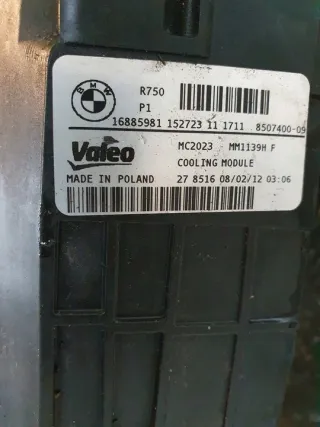 BMW
R750
P1
16885981 152723 11 1711 8507400-09
Valeo
MC2023 MM1139H F
COOLING MODULE
MADE IN POLAND 27 8516 08/02/12 03:06